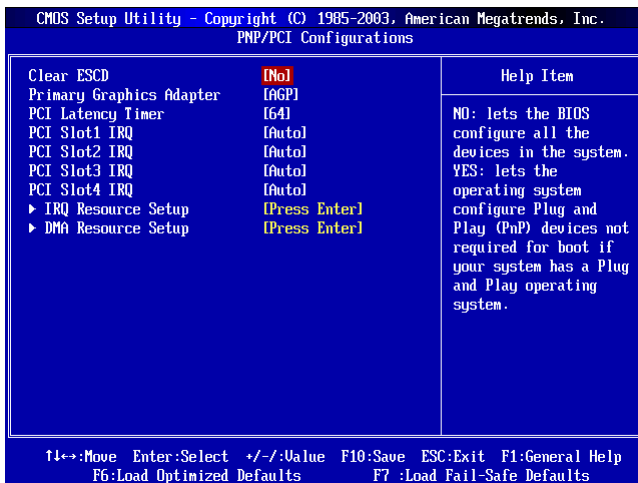 CMOS Setup Utility - Copyright (C) 1985-2003, American Megatrends, Inc.
PNP/PCI Configurations
Clear ESCD [No]
Primary Graphics Adapter [AGP]
PCI Latency Timer [64]
PCI Slot1 IRQ [Auto]
PCI Slot2 IRQ [Auto]
PCI Slot3 IRQ [Auto]
PCI Slot4 IRQ [Auto]
▶ IRQ Resource Setup [Press Enter]
▶ DMA Resource Setup [Press Enter]
Help Item
NO: lets the BIOS
configure all the
devices in the system.
YES: lets the
operating system
configure Plug and
Play (PnP) devices not
required for boot if
your system has a Plug
and Play operating
system.
↑↓↔:Move Enter:Select +/-/:Value F10:Save ESC:Exit F1:General Help
F6:Load Optimized Defaults F7 :Load Fail-Safe Defaults